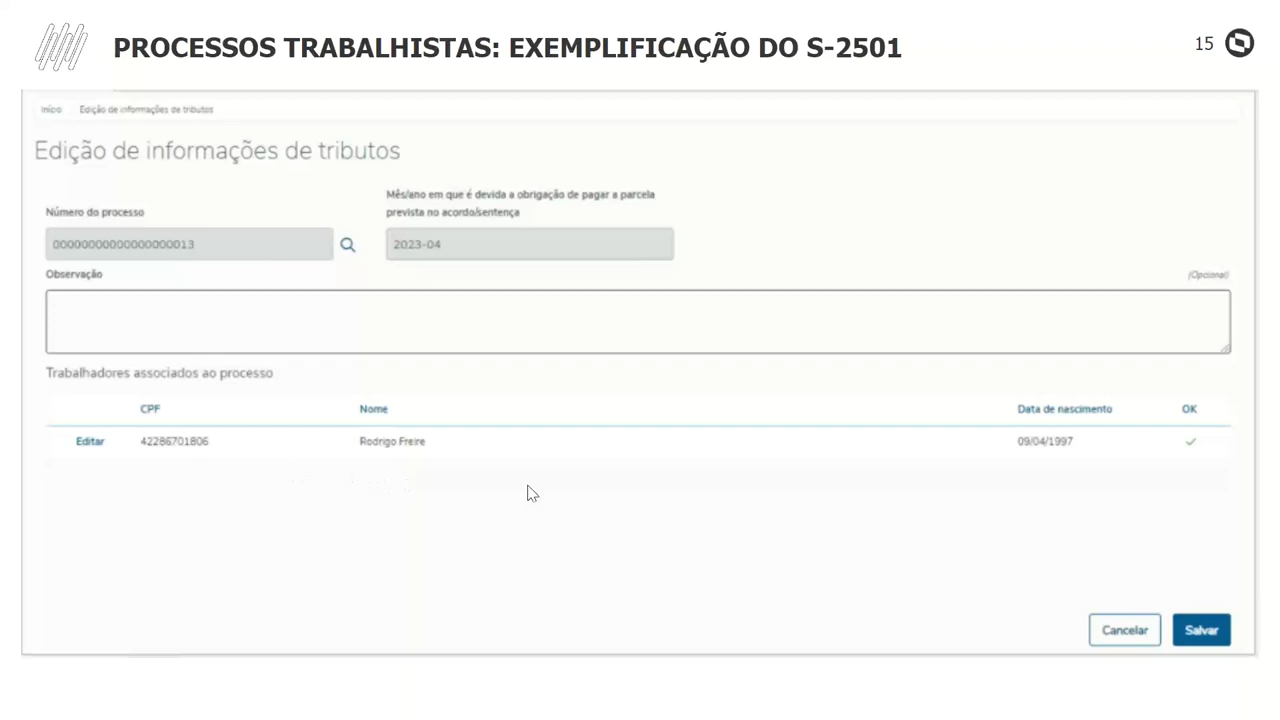 PROCESSOS TRABALHISTAS: EXEMPLIFICAÇÃO DO S-2501
15
Início Edição de informações de tributos
Edição de informações de tributos
Mês/ano em que é devida a obrigação de pagar a parcela
Número do processo prevista no acordo/sentença
00000000000000000013 2023-04
Observação (Opcional)
Trabalhadores associados ao processo
CPF Nome Data de nascimento OK
Editar 42286701806 Rodrigo Freire 09/04/1997
Cancelar Salvar